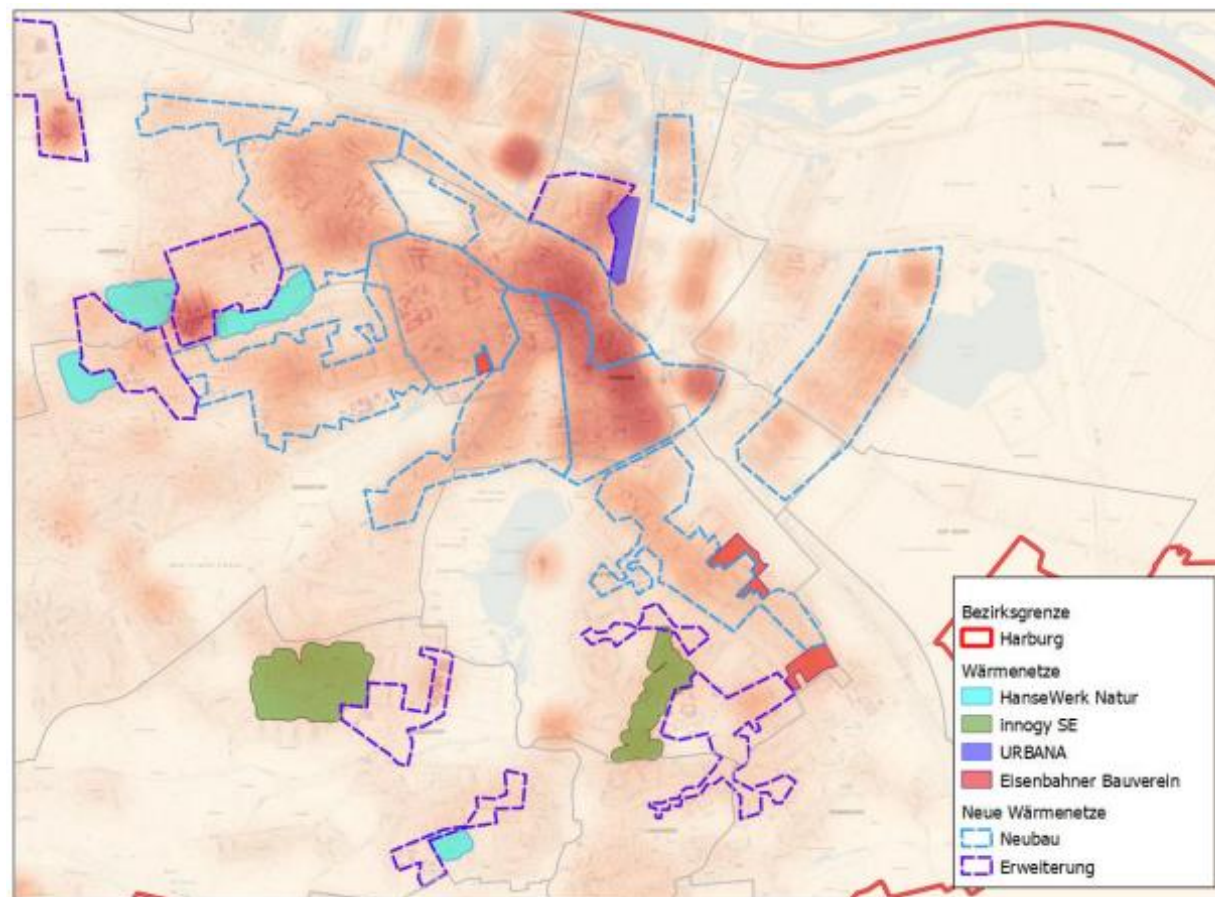 Bezirksgrenze
Harburg
Wärmenetze
HanseWerk Natur
innogy SE
URBANA
Eisenbahner Bauverein
Neue Wärmenetze
Neubau
Erweiterung